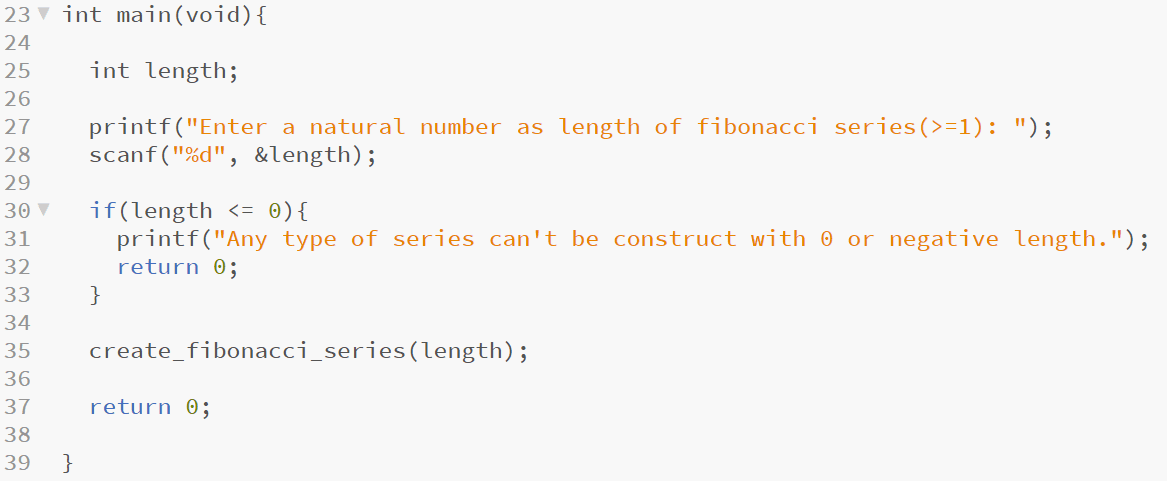 23 int main(void){
24
25   int length;
26
27   printf("Enter a natural number as length of fibonacci series(>=1): ");
28   scanf("%d", &length);
29
30   if(length <= 0){
31     printf("Any type of series can't be construct with 0 or negative length.");
32     return 0;
33   }
34
35   create_fibonacci_series(length);
36
37   return 0;
38
39 }